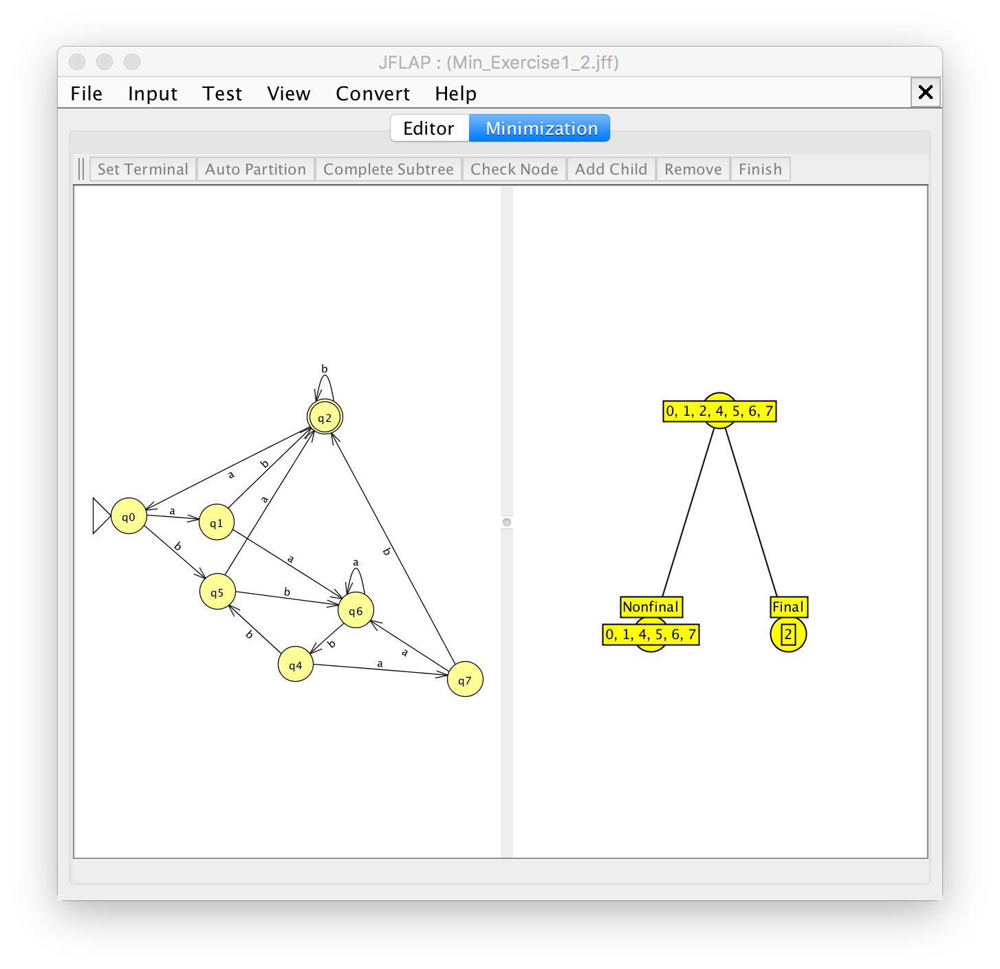 JFLAP : (Min_Exercise1_2.jff)
File Input Test View Convert Help
Editor Minimization
Set Terminal Auto Partition Complete Subtree Check Node Add Child Remove Finish
b
q2
a
b
a
q0
a
q1
b
a
b
q5
b
a
q6
b
b
a
q4
a
q7
0, 1, 2, 4, 5, 6, 7
Nonfinal
0, 1, 4, 5, 6, 7
Final
2